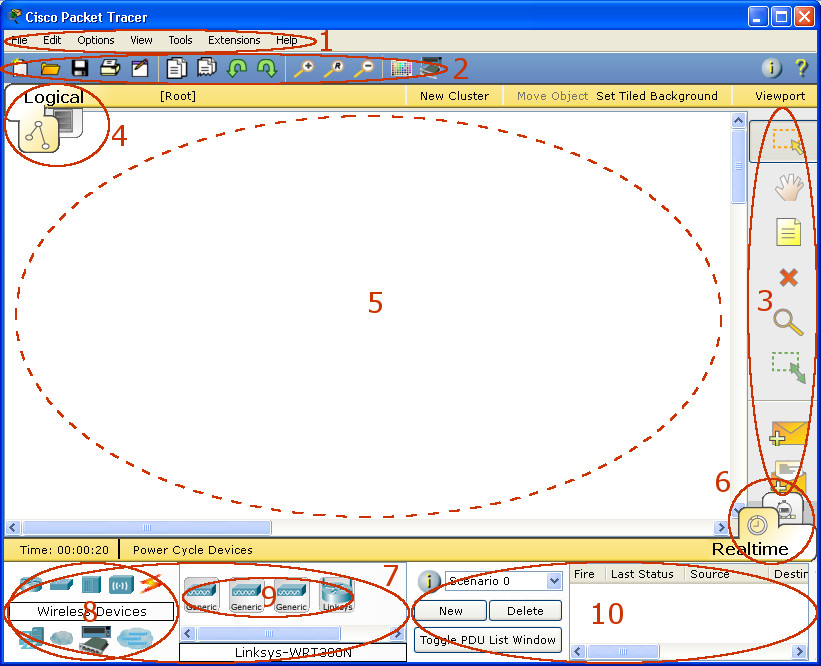 Cisco Packet Tracer
File Edit Options View Tools Extensions Help 1
2
Logical [Root] New Cluster Move Object Set Tiled Background Viewport
4
5
3
6
Time: 00:00:20 Power Cycle Devices Realtime
7
Fire Last Status Source Destin
Scenario 0
Generic Generic Generic Linksys
8 9 10
Wireless Devices New Delete
Toggle PDU List Window
Linksys-WRT300N